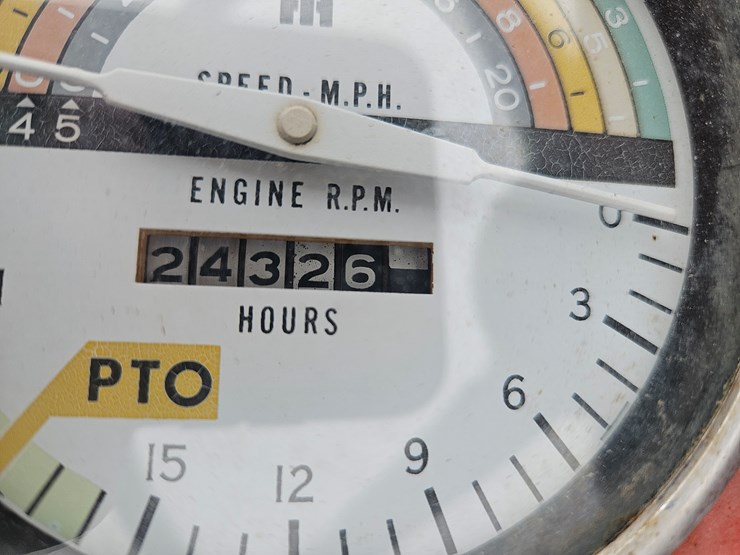 8 6 5 3
20
SPEED - M.P.H.
4 5
ENGINE R.P.M.
0
24326
HOURS
3
PTO
6
9
15
12